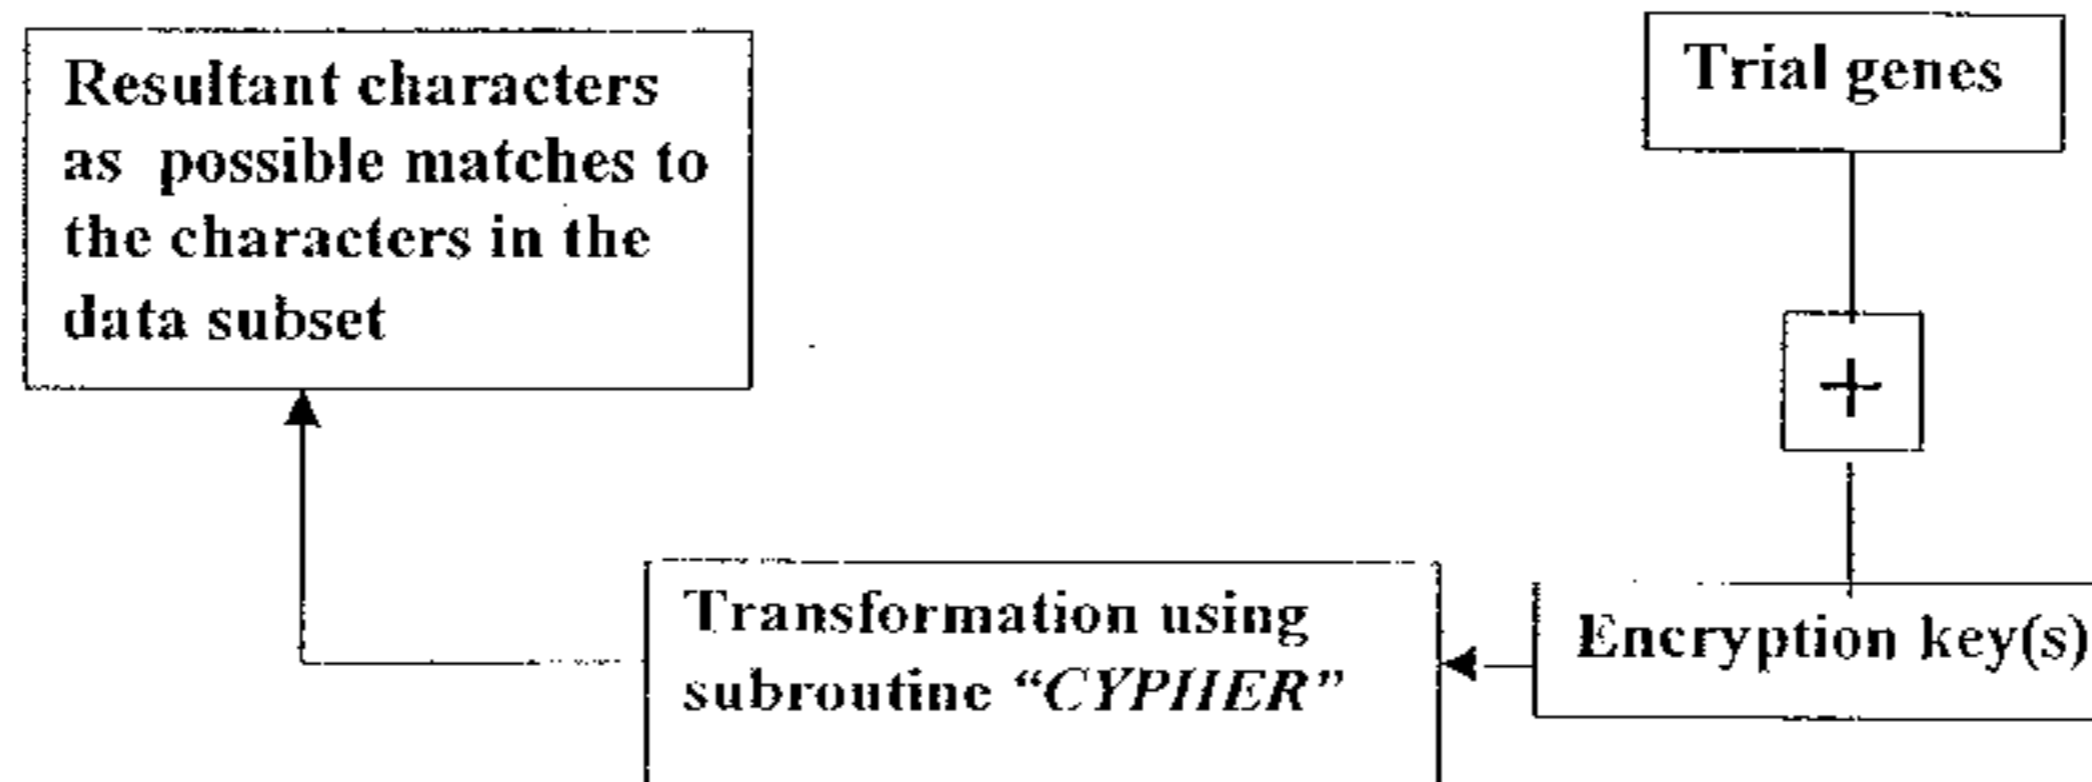 Resultant characters
as possible matches to
the characters in the
data subset
Trial genes
+
Encryption key(s)
Transformation using
subroutine “CYPHER”